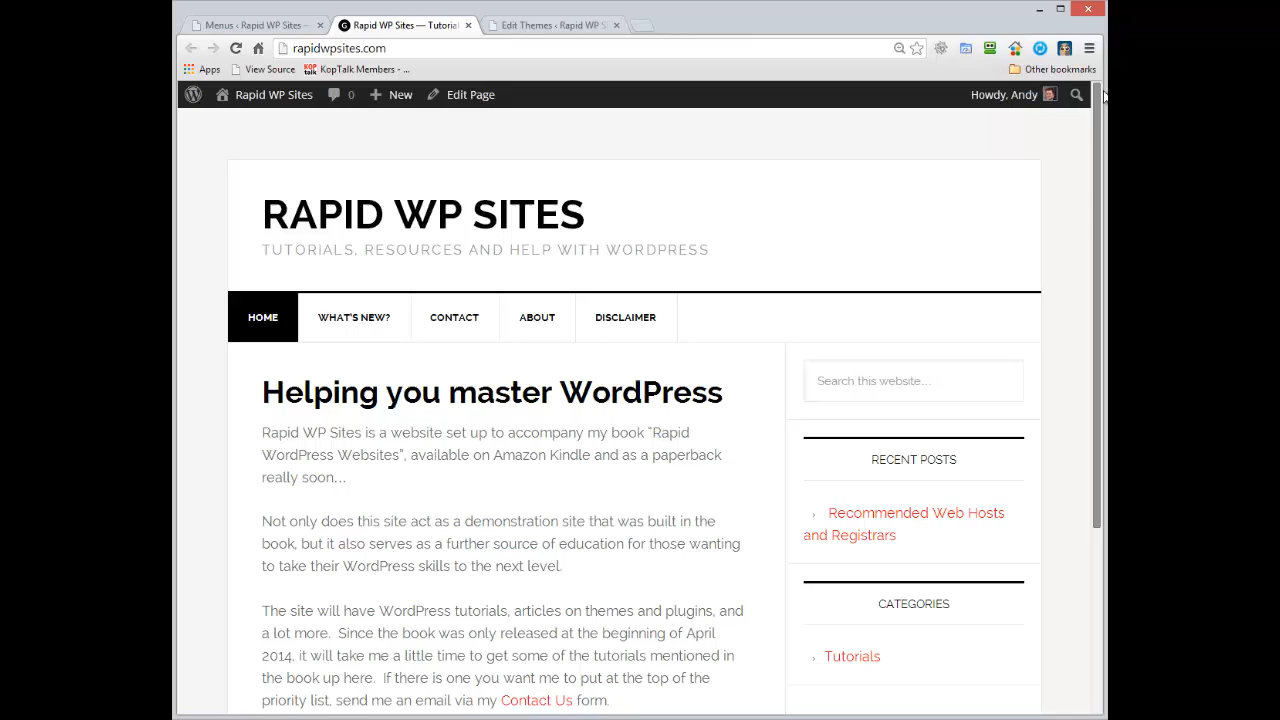 Menus ‹ Rapid WP Sites —
Rapid WP Sites — Tutorial
Edit Themes ‹ Rapid WP S
rapidwpsites.com
Apps
View Source
KOP talk
KopTalk Members - ...
Other bookmarks
Rapid WP Sites
0
New
Edit Page
Howdy, Andy
RAPID WP SITES
TUTORIALS, RESOURCES AND HELP WITH WORDPRESS
HOME
WHAT'S NEW?
CONTACT
ABOUT
DISCLAIMER
Helping you master WordPress
Rapid WP Sites is a website set up to accompany my book "Rapid
WordPress Websites", available on Amazon Kindle and as a paperback
really soon...
Not only does this site act as a demonstration site that was built in the
book, but it also serves as a further source of education for those wanting
to take their WordPress skills to the next level.
The site will have WordPress tutorials, articles on themes and plugins, and
a lot more.  Since the book was only released at the beginning of April
2014, it will take me a little time to get some of the tutorials mentioned in
the book up here.  If there is one you want me to put at the top of the
priority list, send me an email via my Contact Us form.
Search this website...
RECENT POSTS
› Recommended Web Hosts
and Registrars
CATEGORIES
› Tutorials